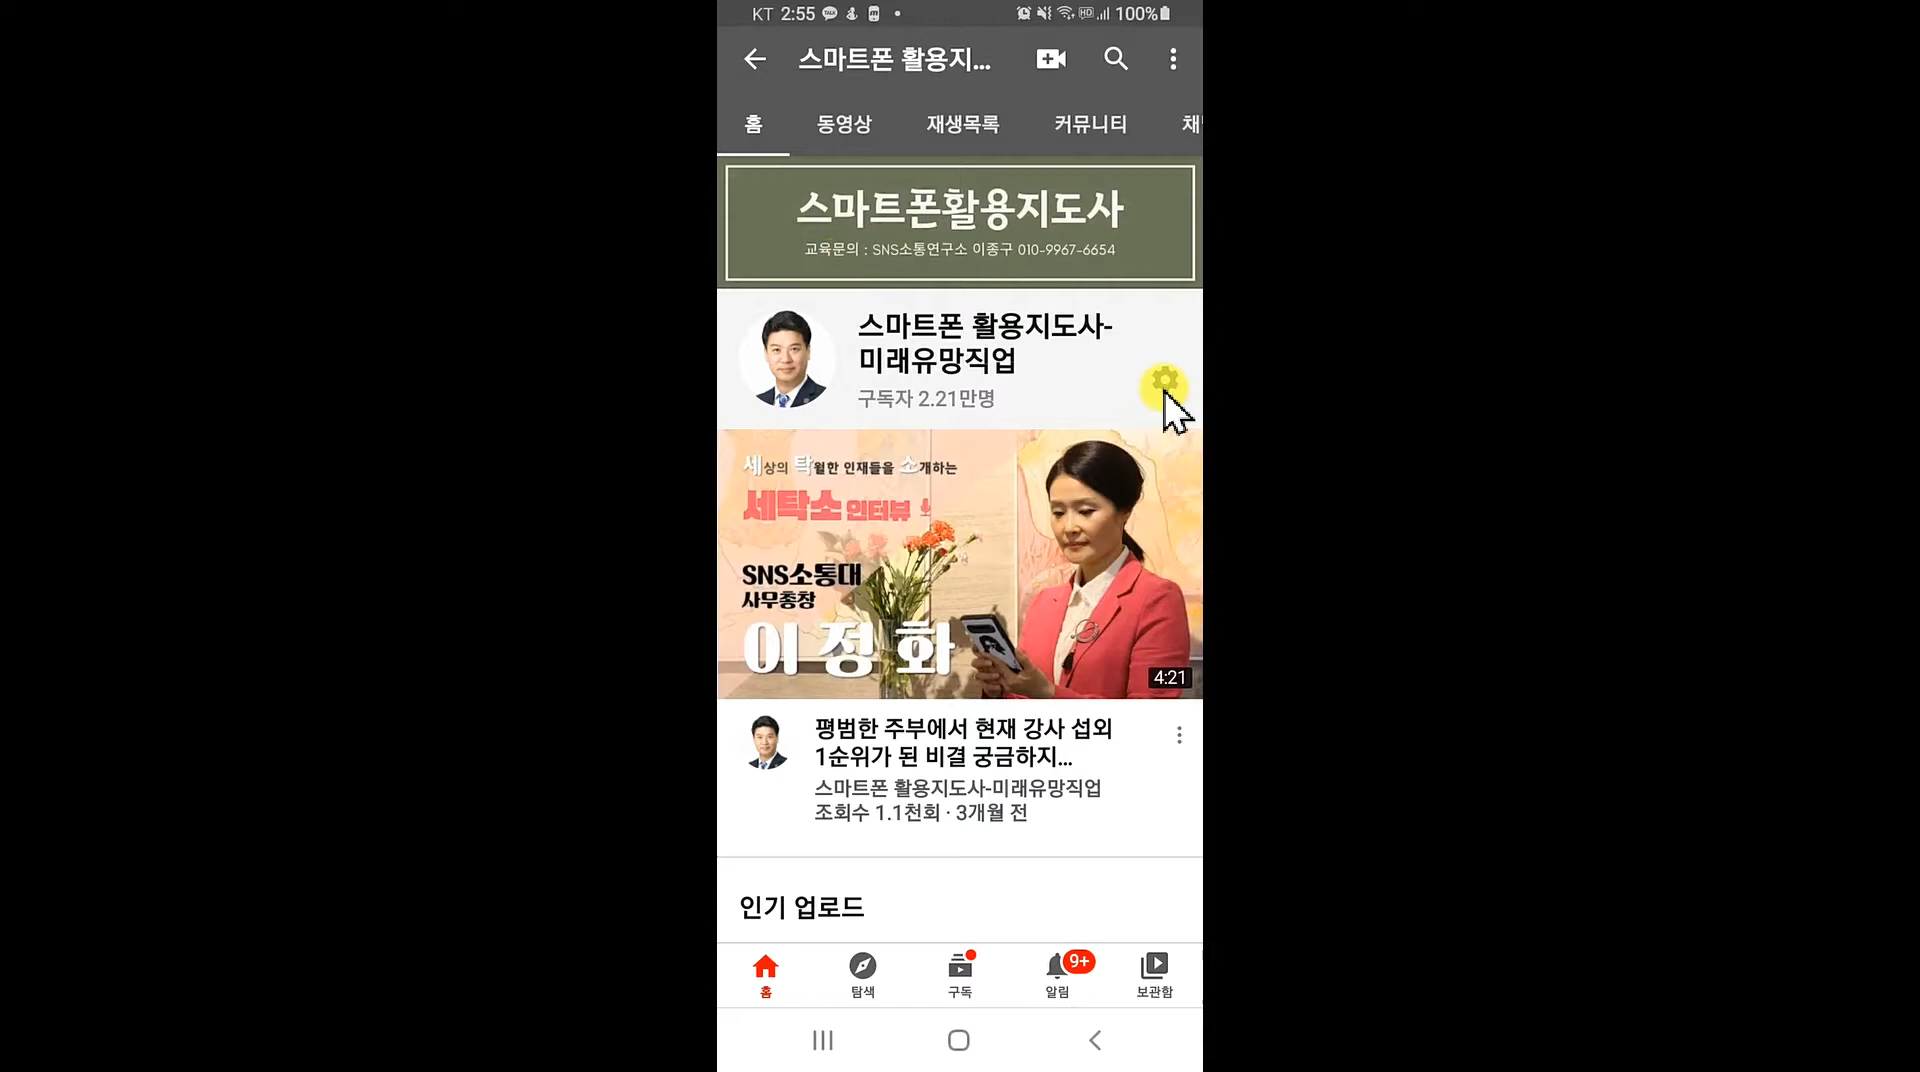 KT 2:55
HD 100%
스마트폰 활용지...
홈 동영상 재생목록 커뮤니티 채
스마트폰활용지도사
교육문의 : SNS소통연구소 이종구 010-9967-6654
스마트폰 활용지도사-
미래유망직업
구독자 2.21만명
세상의 탁월한 인재들을 소개하는
세탁소 인터뷰
SNS소통대
사무총장
이정화
4:21
평범한 주부에서 현재 강사 섭외
1순위가 된 비결 궁금하지...
스마트폰 활용지도사-미래유망직업
조회수 1.1천회 · 3개월 전
인기 업로드
9+
홈 탐색 구독 알림 보관함